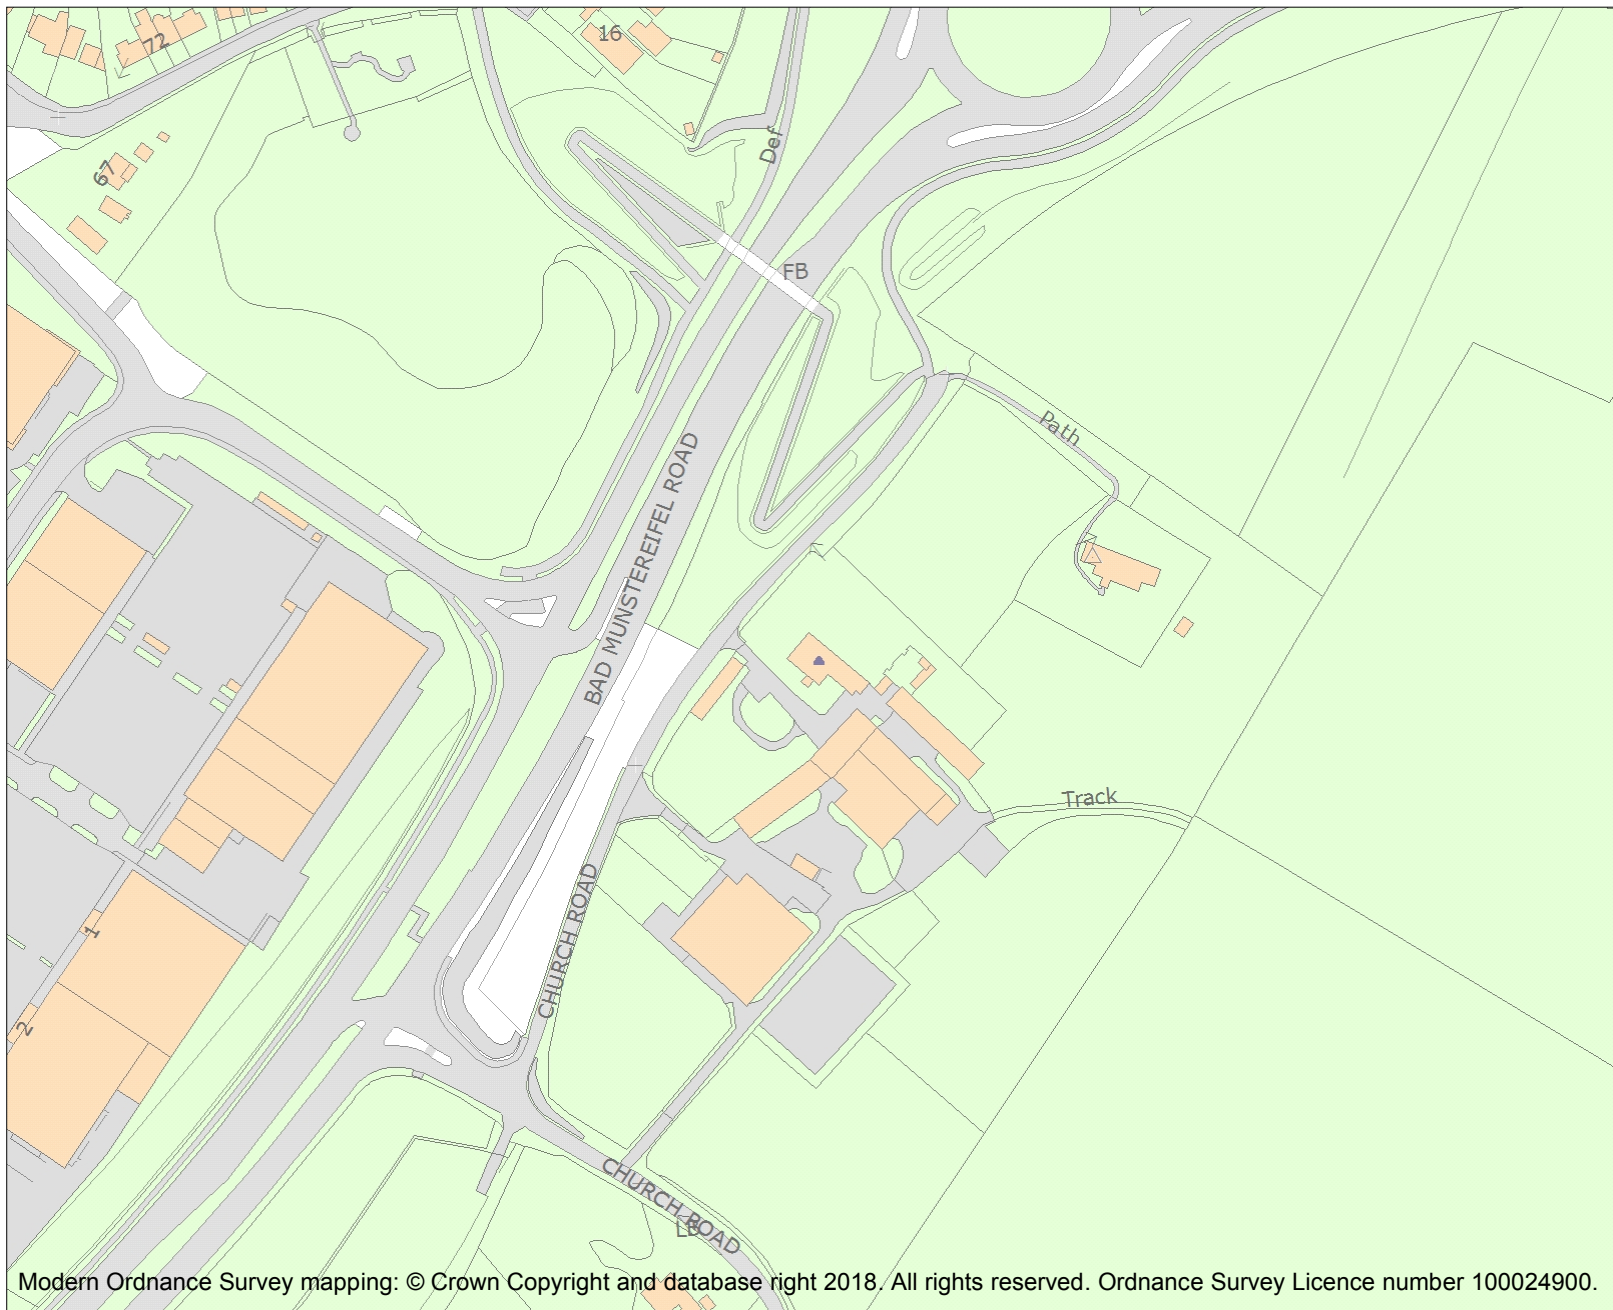 16
72
Def
67
FB
Path
BAD MUNSTEREIFEL ROAD
Track
CHURCH ROAD
1
2
CHURCH ROAD
LB
Modern Ordnance Survey mapping: © Crown Copyright and database right 2018. All rights reserved. Ordnance Survey Licence number 100024900.